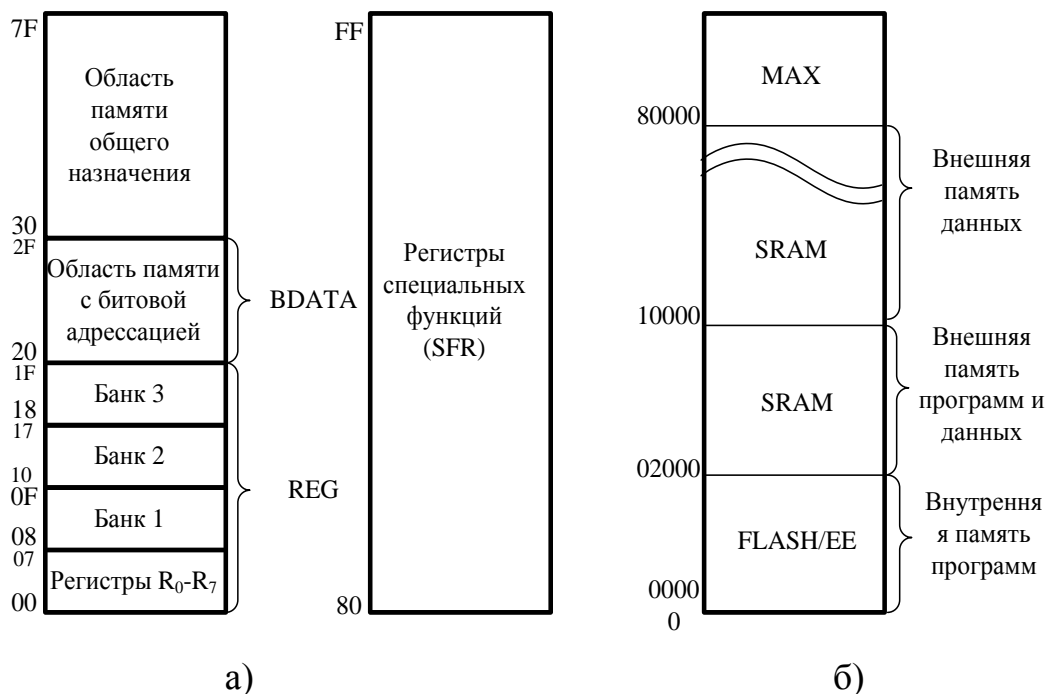 7F
Область
памяти
общего
назначения
30
2F
Область памяти
с битовой
адрессацией
20
1F
Банк 3
18
17
Банк 2
10
0F
Банк 1
08
07
Регистры R₀-R₇
00
BDATA
REG
FF
Регистры
специальных
функций
(SFR)
80
а)
MAX
80000
SRAM
10000
SRAM
02000
FLASH/EE
0000
0
Внешняя
память
данных
Внешняя
память
программ и
данных
Внутрення
я память
программ
б)